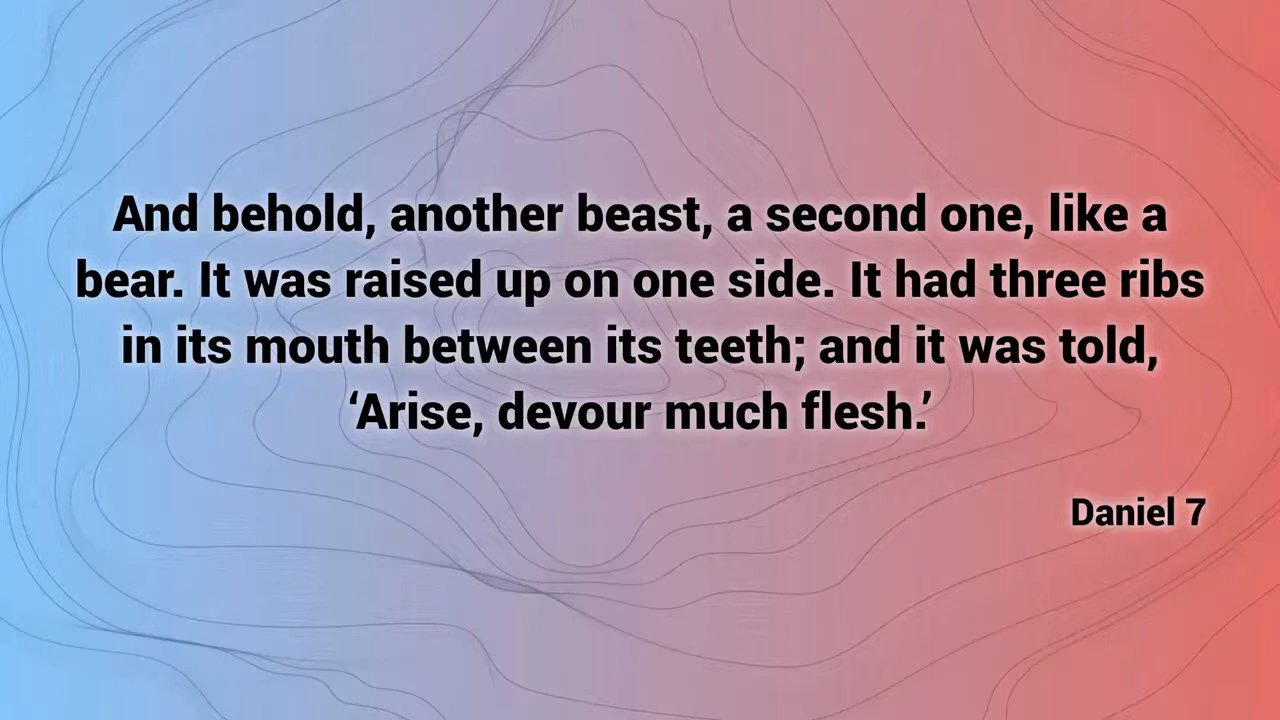 And behold, another beast, a second one, like a
bear. It was raised up on one side. It had three ribs
in its mouth between its teeth; and it was told,
‘Arise, devour much flesh.’
Daniel 7